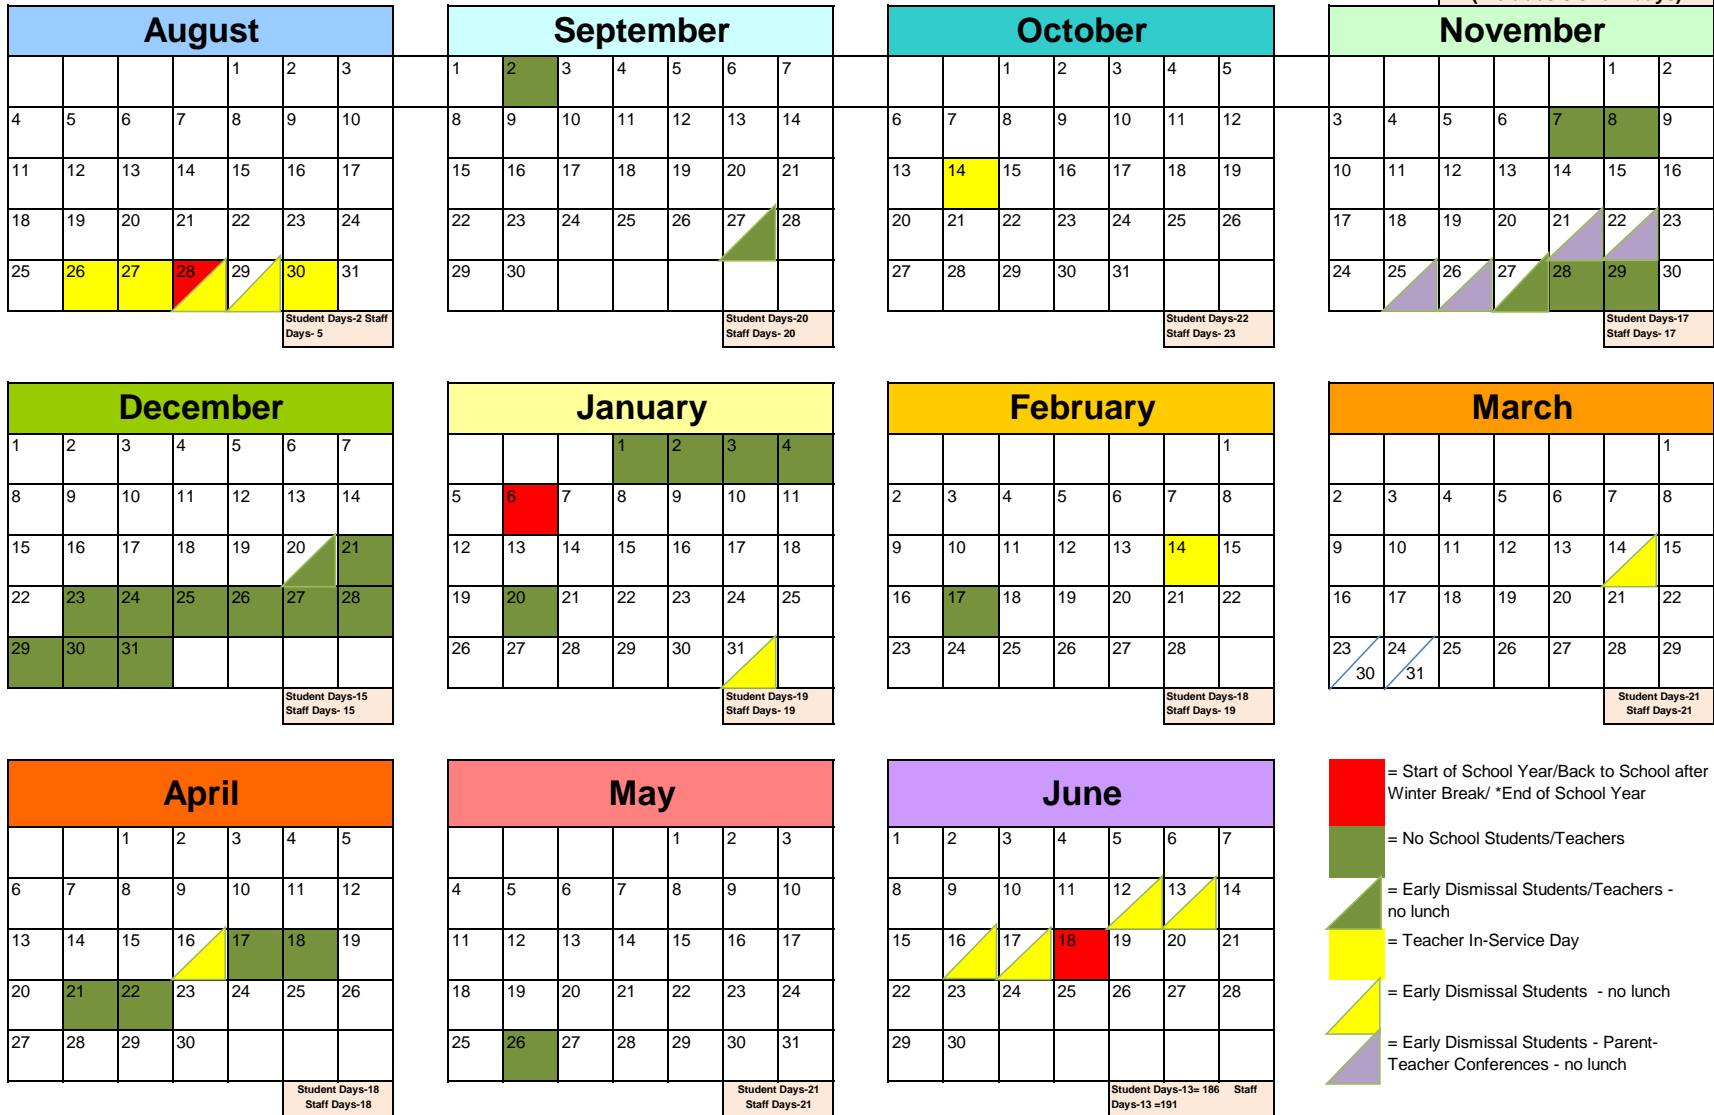 August
September
October
November
1 2 3
1 2 3 4 5 6 7
1 2 3 4 5
1 2
4 5 6 7 8 9 10
8 9 10 11 12 13 14
6 7 8 9 10 11 12
3 4 5 6 7 8 9
11 12 13 14 15 16 17
15 16 17 18 19 20 21
13 14 15 16 17 18 19
10 11 12 13 14 15 16
18 19 20 21 22 23 24
22 23 24 25 26 27 28
20 21 22 23 24 25 26
17 18 19 20 21 22 23
25 26 27 28 29 30 31
29 30
27 28 29 30 31
24 25 26 27 28 29 30
Student Days-2 Staff
Days- 5
Student Days-20
Staff Days- 20
Student Days-22
Staff Days- 23
Student Days-17
Staff Days- 17
December
January
February
March
1 2 3 4 5 6 7
1 2 3 4
1
1
8 9 10 11 12 13 14
5 6 7 8 9 10 11
2 3 4 5 6 7 8
2 3 4 5 6 7 8
15 16 17 18 19 20 21
12 13 14 15 16 17 18
9 10 11 12 13 14 15
9 10 11 12 13 14 15
22 23 24 25 26 27 28
19 20 21 22 23 24 25
16 17 18 19 20 21 22
16 17 18 19 20 21 22
29 30 31
26 27 28 29 30 31
23 24 25 26 27 28
23 24 25 26 27 28 29
30 31
Student Days-15
Staff Days- 15
Student Days-19
Staff Days- 19
Student Days-18
Staff Days- 19
Student Days-21
Staff Days-21
April
May
June
1 2 3 4 5
1 2 3
1 2 3 4 5 6 7
6 7 8 9 10 11 12
4 5 6 7 8 9 10
8 9 10 11 12 13 14
13 14 15 16 17 18 19
11 12 13 14 15 16 17
15 16 17 18 19 20 21
20 21 22 23 24 25 26
18 19 20 21 22 23 24
22 23 24 25 26 27 28
27 28 29 30
25 26 27 28 29 30 31
29 30
Student Days-18
Staff Days-18
Student Days-21
Staff Days-21
Student Days-13= 186 Staff
Days-13 =191
= Start of School Year/Back to School after
Winter Break/ *End of School Year
= No School Students/Teachers
= Early Dismissal Students/Teachers -
no lunch
= Teacher In-Service Day
= Early Dismissal Students - no lunch
= Early Dismissal Students - Parent-
Teacher Conferences - no lunch